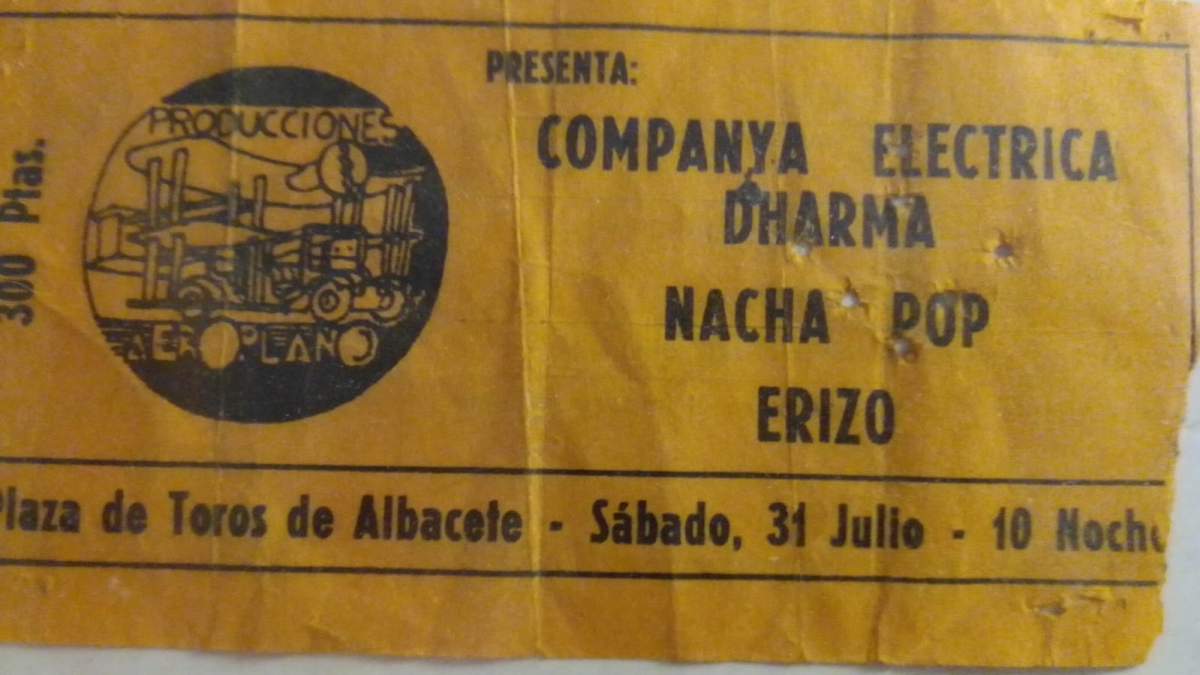 300 Ptas.
PRODUCCIONES
AEROPLANO
PRESENTA:
COMPANYA ELECTRICA
DHARMA
NACHA POP
ERIZO
Plaza de Toros de Albacete - Sábado, 31 Julio - 10 Noche